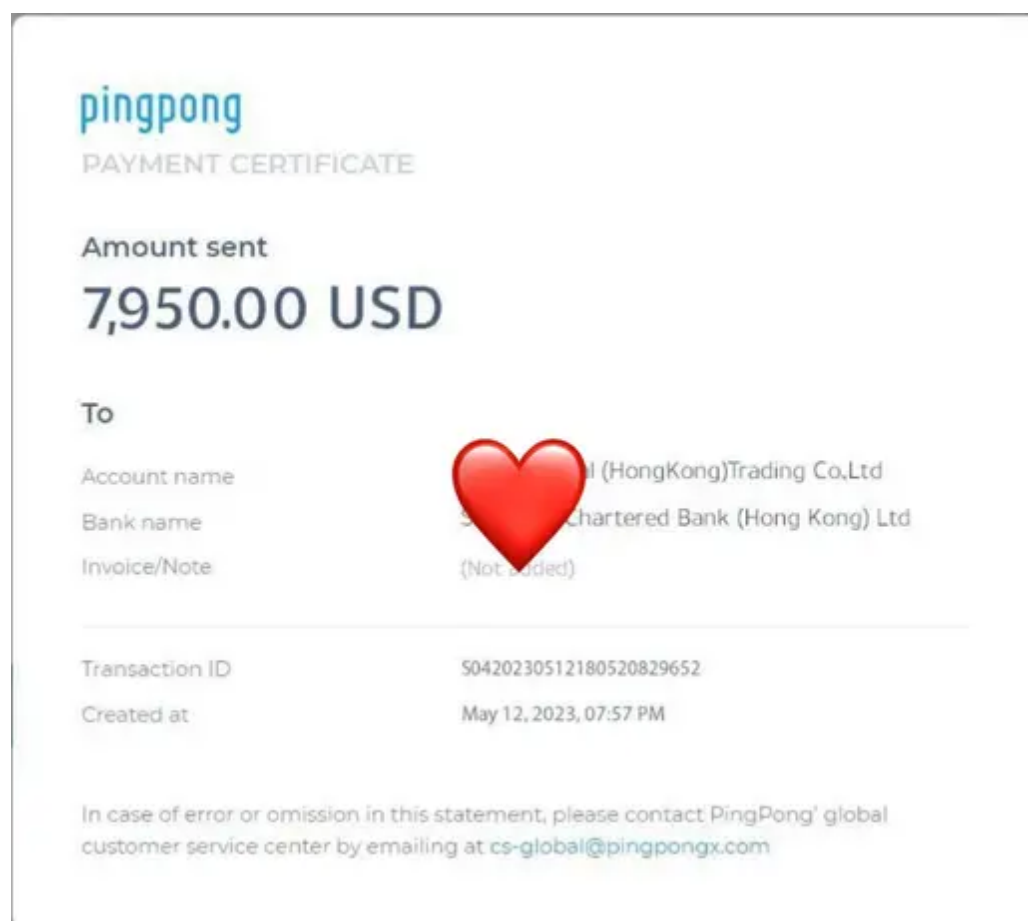 pingpong
PAYMENT CERTIFICATE
Amount sent
7,950.00 USD
To
Account name (HongKong)Trading Co.,Ltd
Bank name Chartered Bank (Hong Kong) Ltd
Invoice/Note (Not added)
Transaction ID S0420230512180520829652
Created at May 12, 2023, 07:57 PM
In case of error or omission in this statement, please contact PingPong' global
customer service center by emailing at cs-global@pingpongx.com